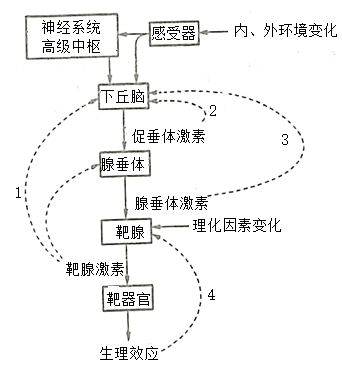 神经系统
高级中枢
感受器
内、外环境变化
下丘脑
2
促垂体激素
3
腺垂体
1
腺垂体激素
靶腺
理化因素变化
靶腺激素
靶器官
4
生理效应